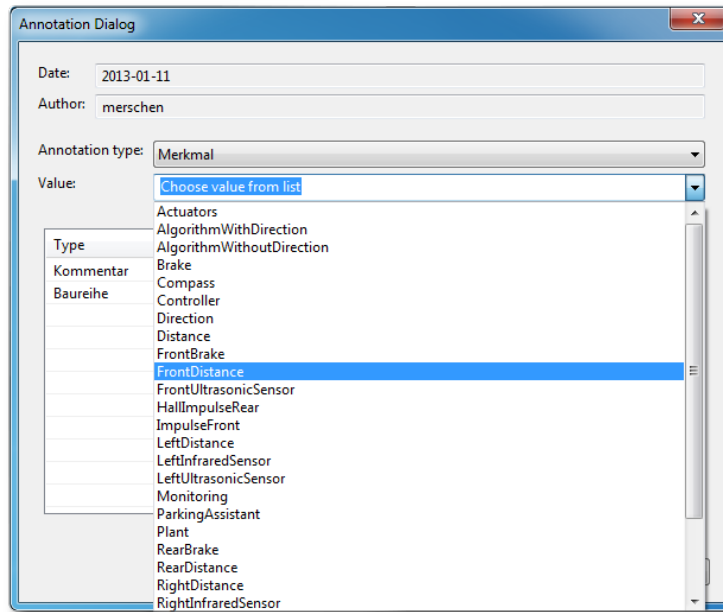 Annotation Dialog
Date: 2013-01-11
Author: merschen
Annotation type: Merkmal
Value: Choose value from list
Actuators
AlgorithmWithDirection
AlgorithmWithoutDirection
Brake
Compass
Controller
Direction
Distance
FrontBrake
FrontDistance
FrontUltrasonicSensor
HallImpulseRear
ImpulseFront
LeftDistance
LeftInfraredSensor
LeftUltrasonicSensor
Monitoring
ParkingAssistant
Plant
RearBrake
RearDistance
RightDistance
RightInfraredSensor
Type
Kommentar
Baureihe